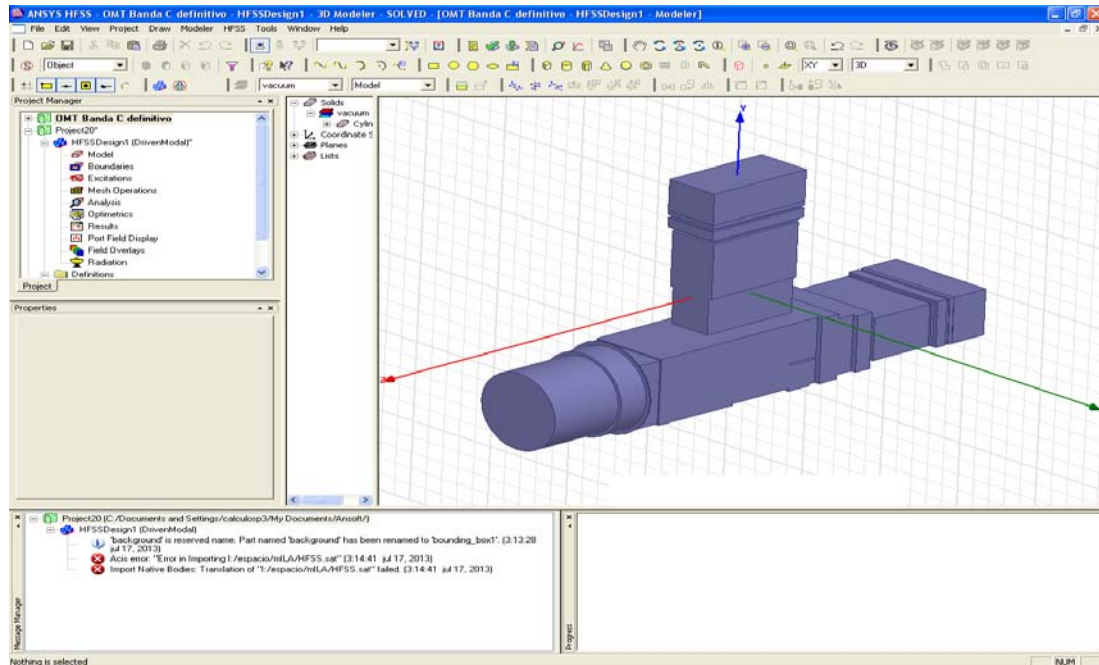 ANSYS HFSS - OMT Banda C definitivo - HFSSDesign1 - 3D Modeler - SOLVED - [OMT Banda C definitivo - HFSSDesign1 - Modeler]
File Edit View Project Draw Modeler HFSS Tools Window Help
Object
XY
3D
vacuum
Model
Project Manager
OMT Banda C definitivo
Project20*
HFSSDesign1 (DrivenModal)*
Model
Boundaries
Excitations
Mesh Operations
Analysis
Optimetrics
Results
Port Field Display
Field Overlays
Radiation
Definitions
Project
Solids
vacuum
Cylin
Coordinate S
Planes
Lists
Y
Z
Properties
Project20 (C:/Documents and Settings/calculosp3/My Documents/Ansoft/)
HFSSDesign1 (DrivenModal)
'background' is reserved name. Part named 'background' has been renamed to 'bounding_box1'. (3:13:28
jul 17, 2013)
Acis error: "Error in Importing I:/espacio/mILA/HFSS.sat" (3:14:41 jul 17, 2013)
Import Native Bodies: Translation of "I:/espacio/mILA/HFSS.sat" failed. (3:14:41 jul 17, 2013)
Message Manager
Progress
Nothing is selected
NUM